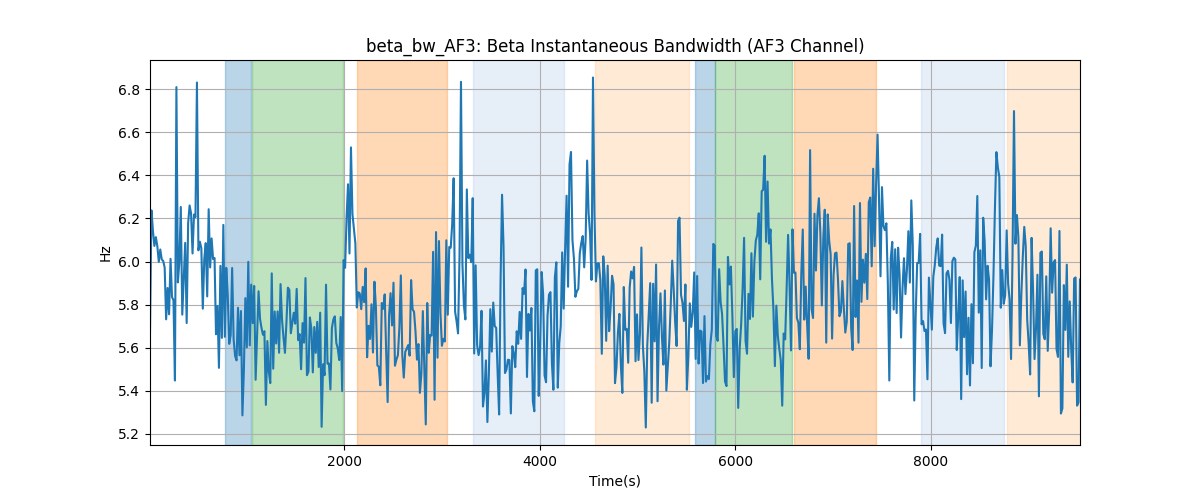 beta_bw_AF3: Beta Instantaneous Bandwidth (AF3 Channel)
6.8
6.6
6.4
6.2
6.0
5.8
5.6
5.4
5.2
Hz
2000 4000 6000 8000
Time(s)